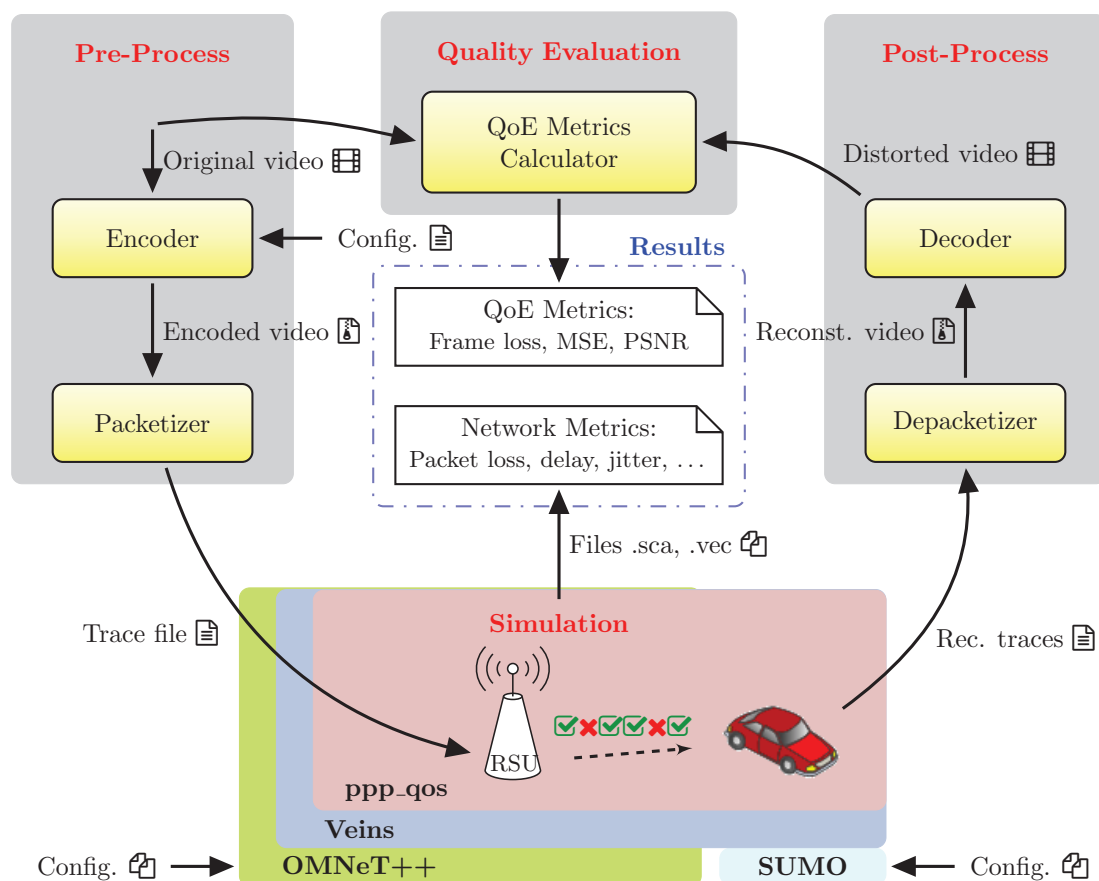 Pre-Process
Quality Evaluation
Post-Process
QoE Metrics
Calculator
Original video
Distorted video
Encoder
Config.
Decoder
Results
Encoded video
QoE Metrics:
Frame loss, MSE, PSNR
Reconst. video
Packetizer
Network Metrics:
Packet loss, delay, jitter, ...
Depacketizer
Files .sca, .vec
Simulation
Trace file
Rec. traces
RSU
ppp_qos
Veins
OMNeT++
SUMO
Config.
Config.